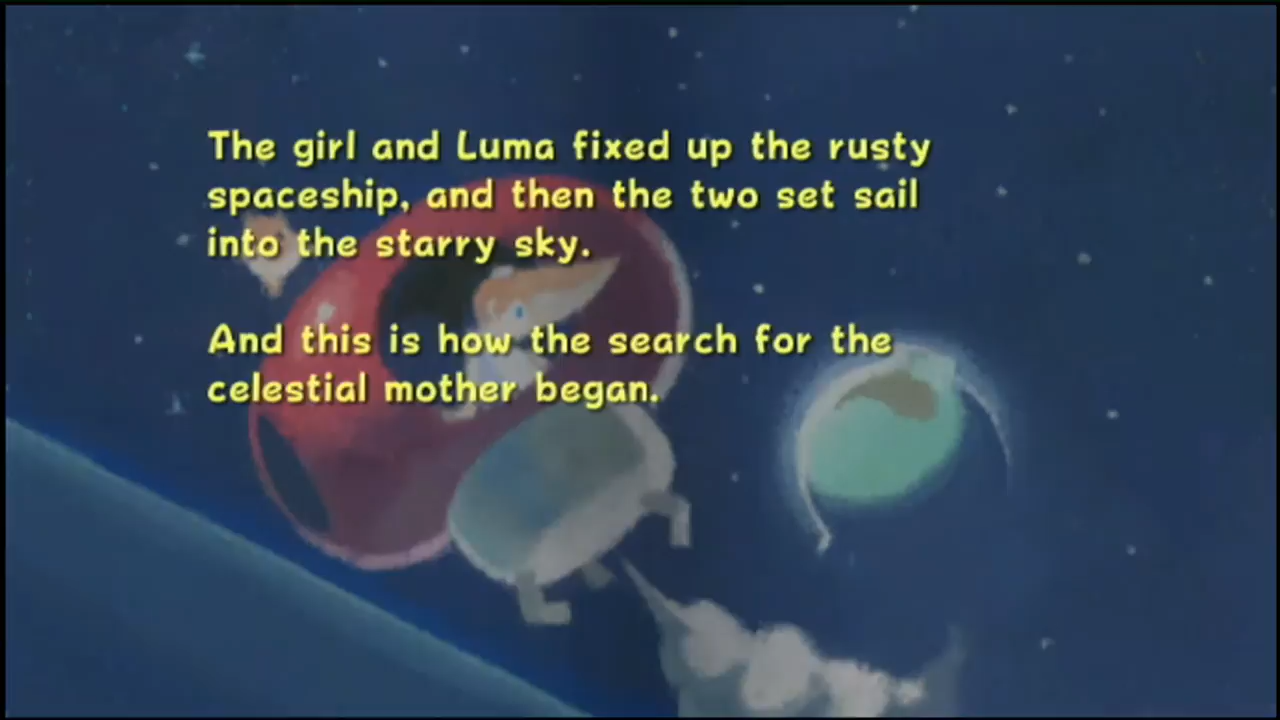 The girl and Luma fixed up the rusty
spaceship, and then the two set sail
into the starry sky.
And this is how the search for the
celestial mother began.